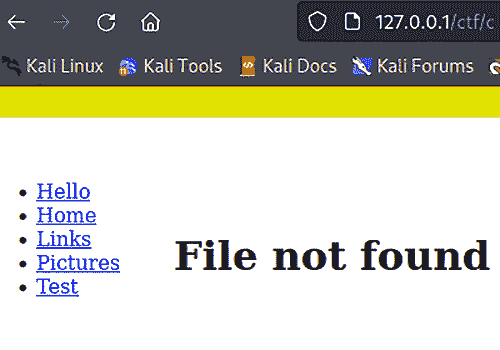 127.0.0.1/ctf/c
Kali Linux Kali Tools Kali Docs Kali Forums
Hello
Home
Links
Pictures
Test
File not found